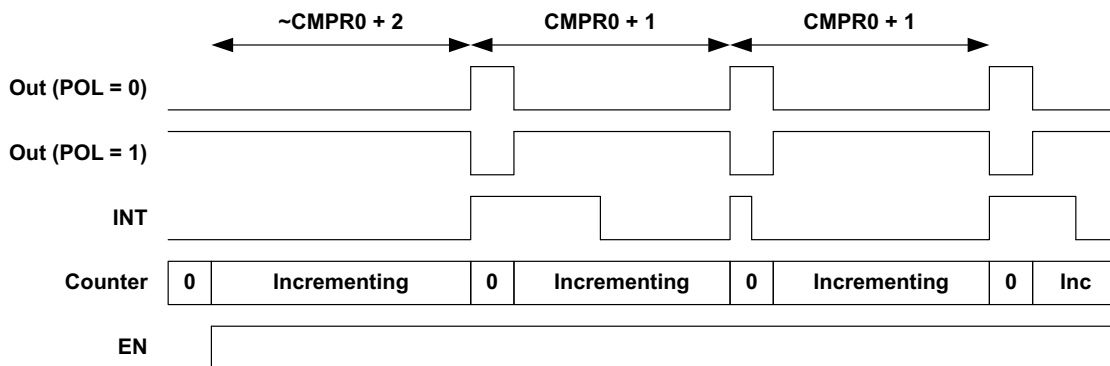 ~CMPR0 + 2 CMPR0 + 1 CMPR0 + 1
Out (POL = 0)
Out (POL = 1)
INT
Counter 0 Incrementing 0 Incrementing 0 Incrementing 0 Inc
EN